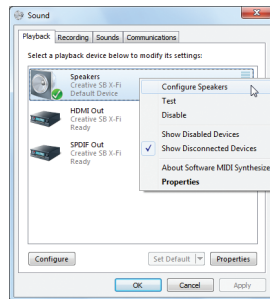 Sound
Playback Recording Sounds Communications
Select a playback device below to modify its settings:
Speakers
Creative SB X-Fi
Default Device
HDMI Out
Creative SB X-Fi
Ready
SPDIF Out
Creative SB X-Fi
Ready
Configure Speakers
Test
Disable
Show Disabled Devices
Show Disconnected Devices
About Software MIDI Synthesize
Properties
Configure Set Default Properties
OK Cancel Apply